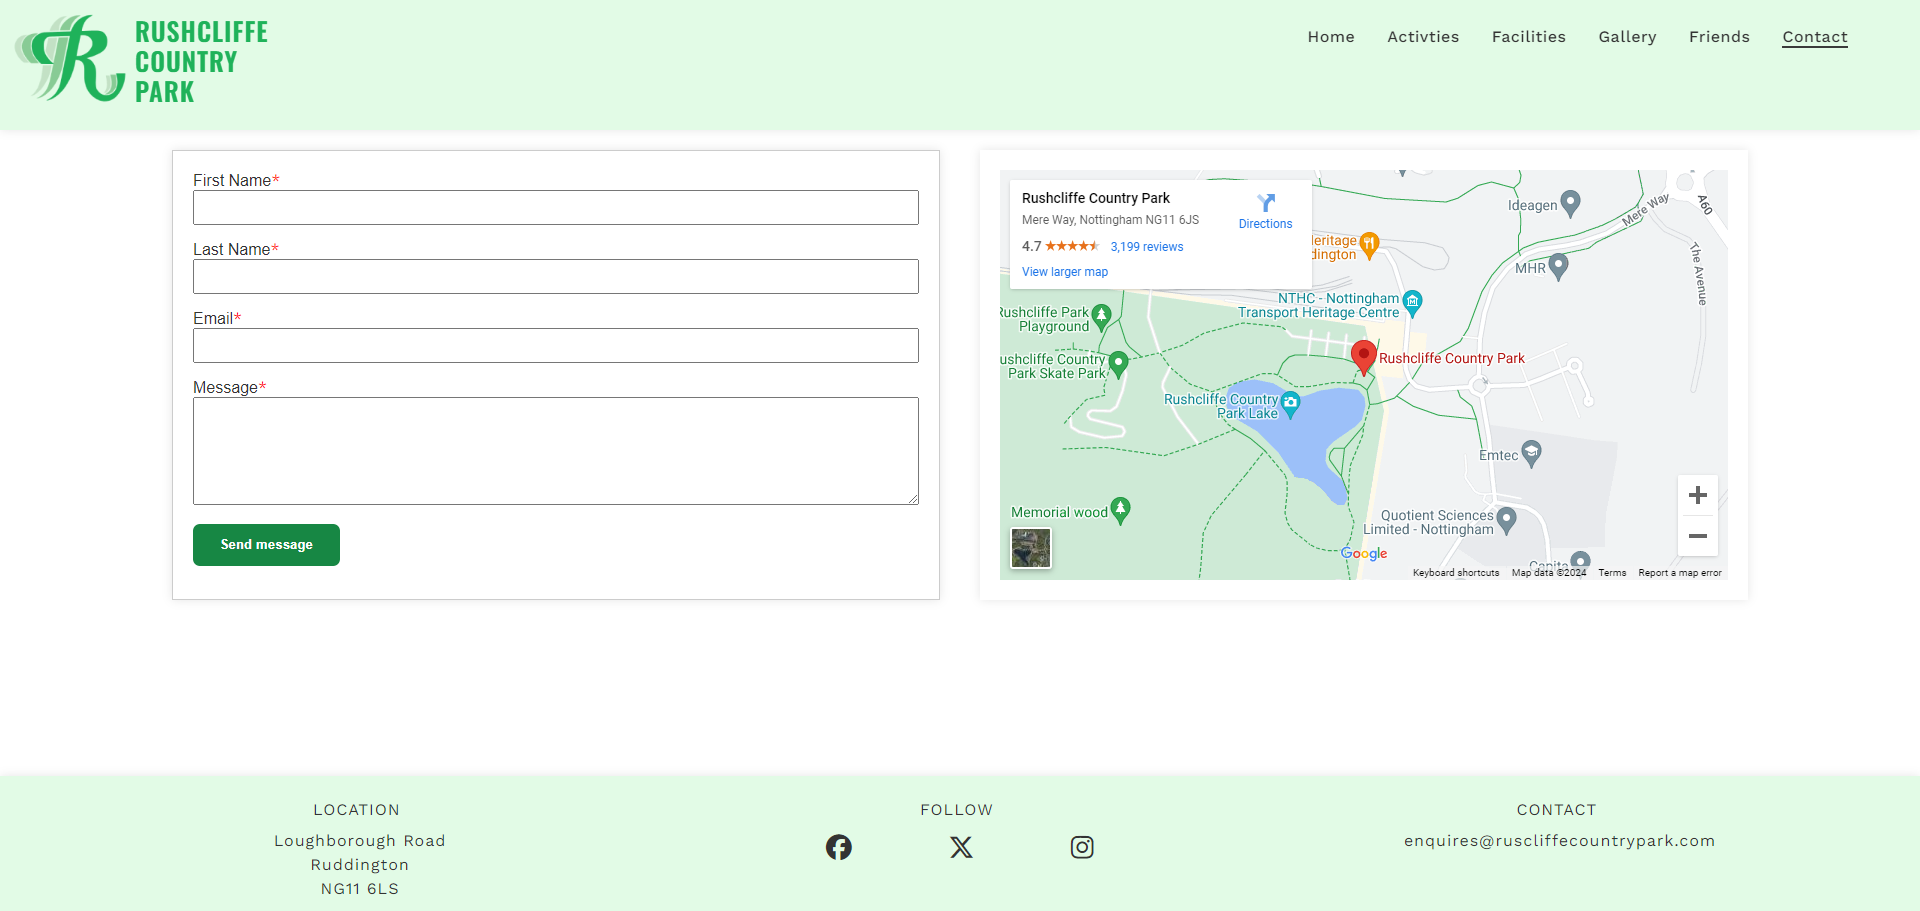 RUSHCLIFFE
COUNTRY
PARK
Home Activties Facilities Gallery Friends Contact
First Name*
Last Name*
Email*
Message*
Send message
Rushcliffe Country Park
Mere Way, Nottingham NG11 6JS
4.7 3,199 reviews
View larger map
Directions
Ideagen
Mere Way
A60
The Avenue
eritage
dington
MHR
NTHC - Nottingham
Transport Heritage Centre
Rushcliffe Park
Playground
ushcliffe Country
Park Skate Park
Rushcliffe Country Park
Rushcliffe Country
Park Lake
Emtec
Memorial wood
Quotient Sciences
Limited - Nottingham
Capita
Google
Keyboard shortcuts Map data ©2024 Terms Report a map error
LOCATION
Loughborough Road
Ruddington
NG11 6LS
FOLLOW
CONTACT
enquires@ruscliffecountrypark.com